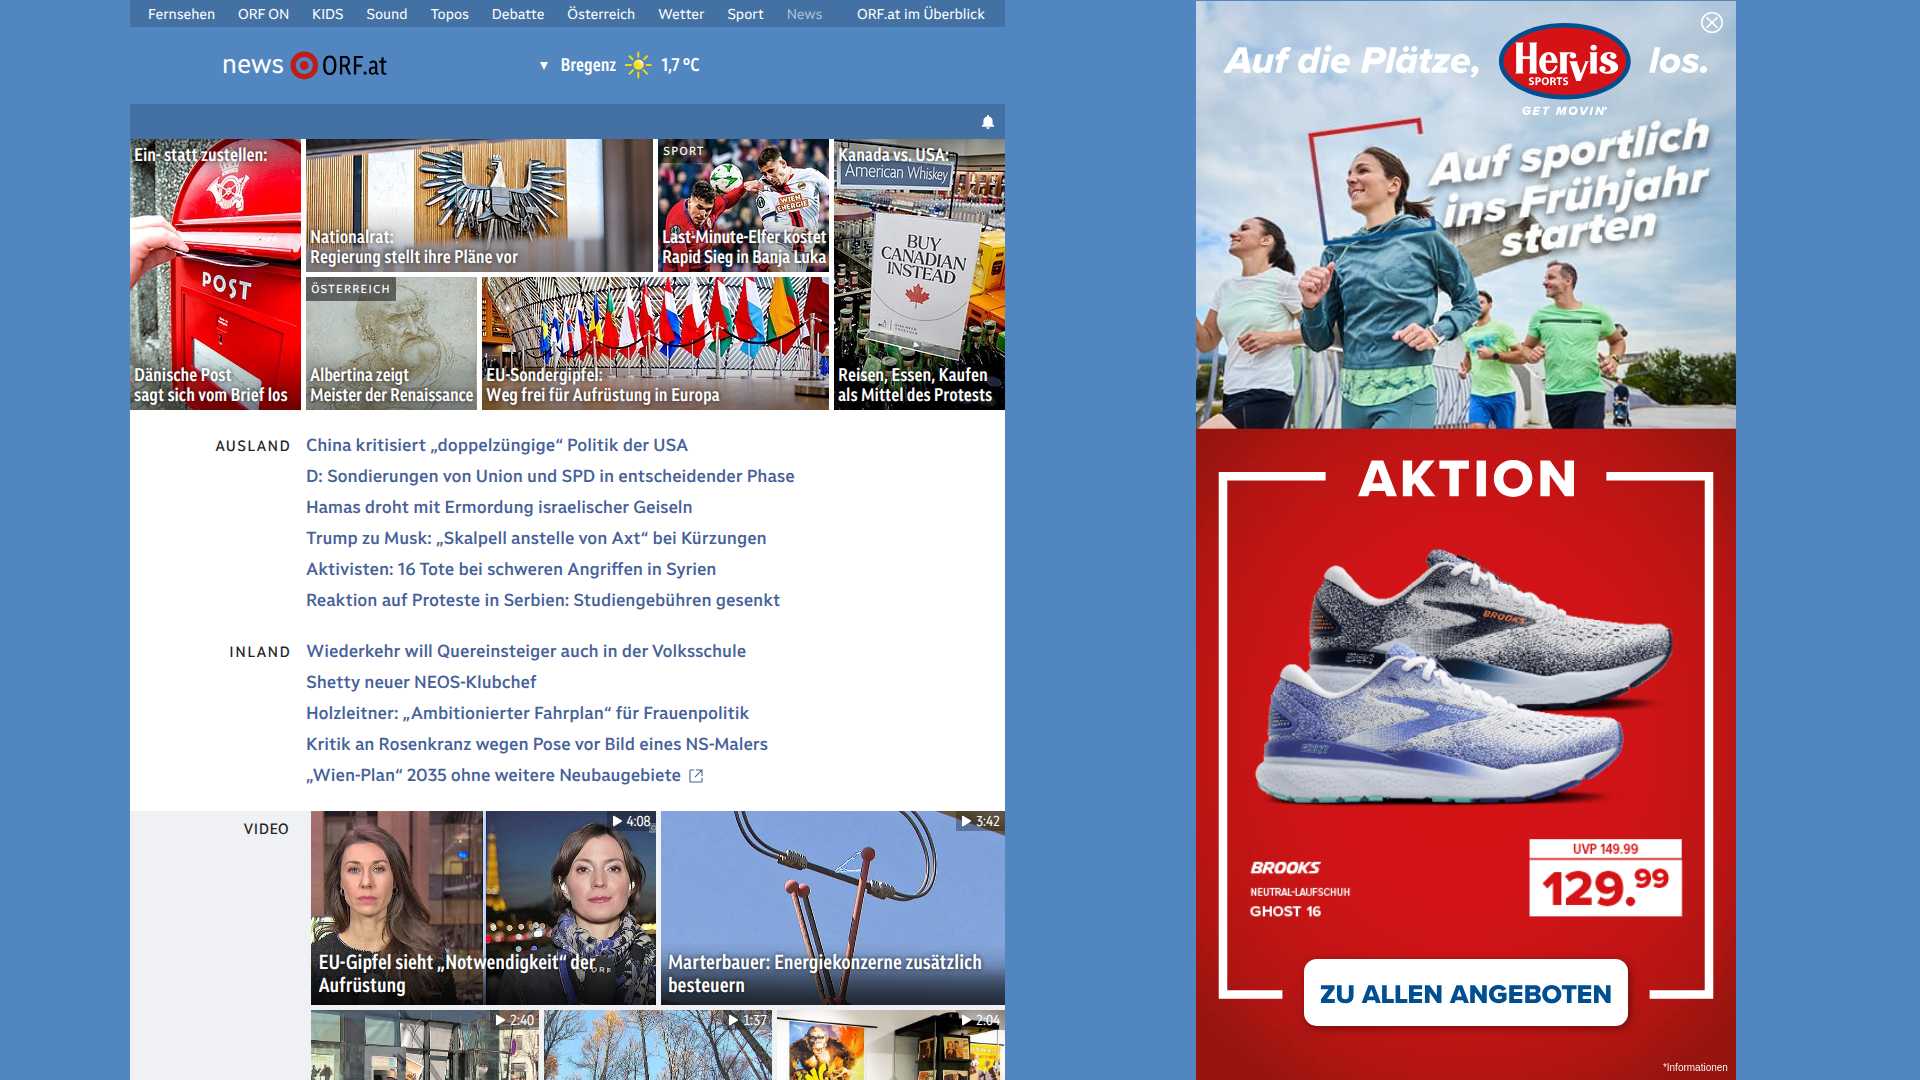 Fernsehen ORF ON KIDS Sound Topos Debatte Österreich Wetter Sport News ORF.at im Überblick
news ORF.at
Bregenz 1,7 °C
Ein- statt zustellen:
POST
Dänische Post
sagt sich vom Brief los
Nationalrat:
Regierung stellt ihre Pläne vor
SPORT
WIEN ENERGIE
Last-Minute-Elfer kostet
Rapid Sieg in Banja Luka
Kanada vs. USA:
American Whiskey
BUY
CANADIAN
INSTEAD
Reisen, Essen, Kaufen
als Mittel des Protests
ÖSTERREICH
Albertina zeigt
Meister der Renaissance
EU-Sondergipfel:
Weg frei für Aufrüstung in Europa
AUSLAND
China kritisiert „doppelzüngige“ Politik der USA
D: Sondierungen von Union und SPD in entscheidender Phase
Hamas droht mit Ermordung israelischer Geiseln
Trump zu Musk: „Skalpell anstelle von Axt“ bei Kürzungen
Aktivisten: 16 Tote bei schweren Angriffen in Syrien
Reaktion auf Proteste in Serbien: Studiengebühren gesenkt
INLAND
Wiederkehr will Quereinsteiger auch in der Volksschule
Shetty neuer NEOS-Klubchef
Holzleitner: „Ambitionierter Fahrplan“ für Frauenpolitik
Kritik an Rosenkranz wegen Pose vor Bild eines NS-Malers
„Wien-Plan“ 2035 ohne weitere Neubaugebiete
VIDEO
4:08
EU-Gipfel sieht „Notwendigkeit“ der
Aufrüstung
ORF
3:42
Marterbauer: Energiekonzerne zusätzlich
besteuern
2:40
1:37
2:04
Auf die Plätze, Hervis SPORTS los.
GET MOVIN'
Auf sportlich
ins Frühjahr
starten
AKTION
BROOKS
BROOKS
BROOKS
NEUTRAL-LAUFSCHUH
GHOST 16
UVP 149.99
129.99
ZU ALLEN ANGEBOTEN
*Informationen